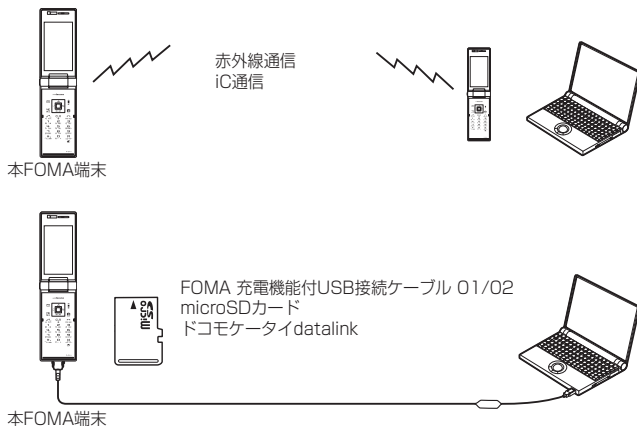 赤外線通信
iC通信
本FOMA端末
FOMA 充電機能付USB接続ケーブル 01/02
microSDカード
ドコモケータイdatalink
micro
本FOMA端末